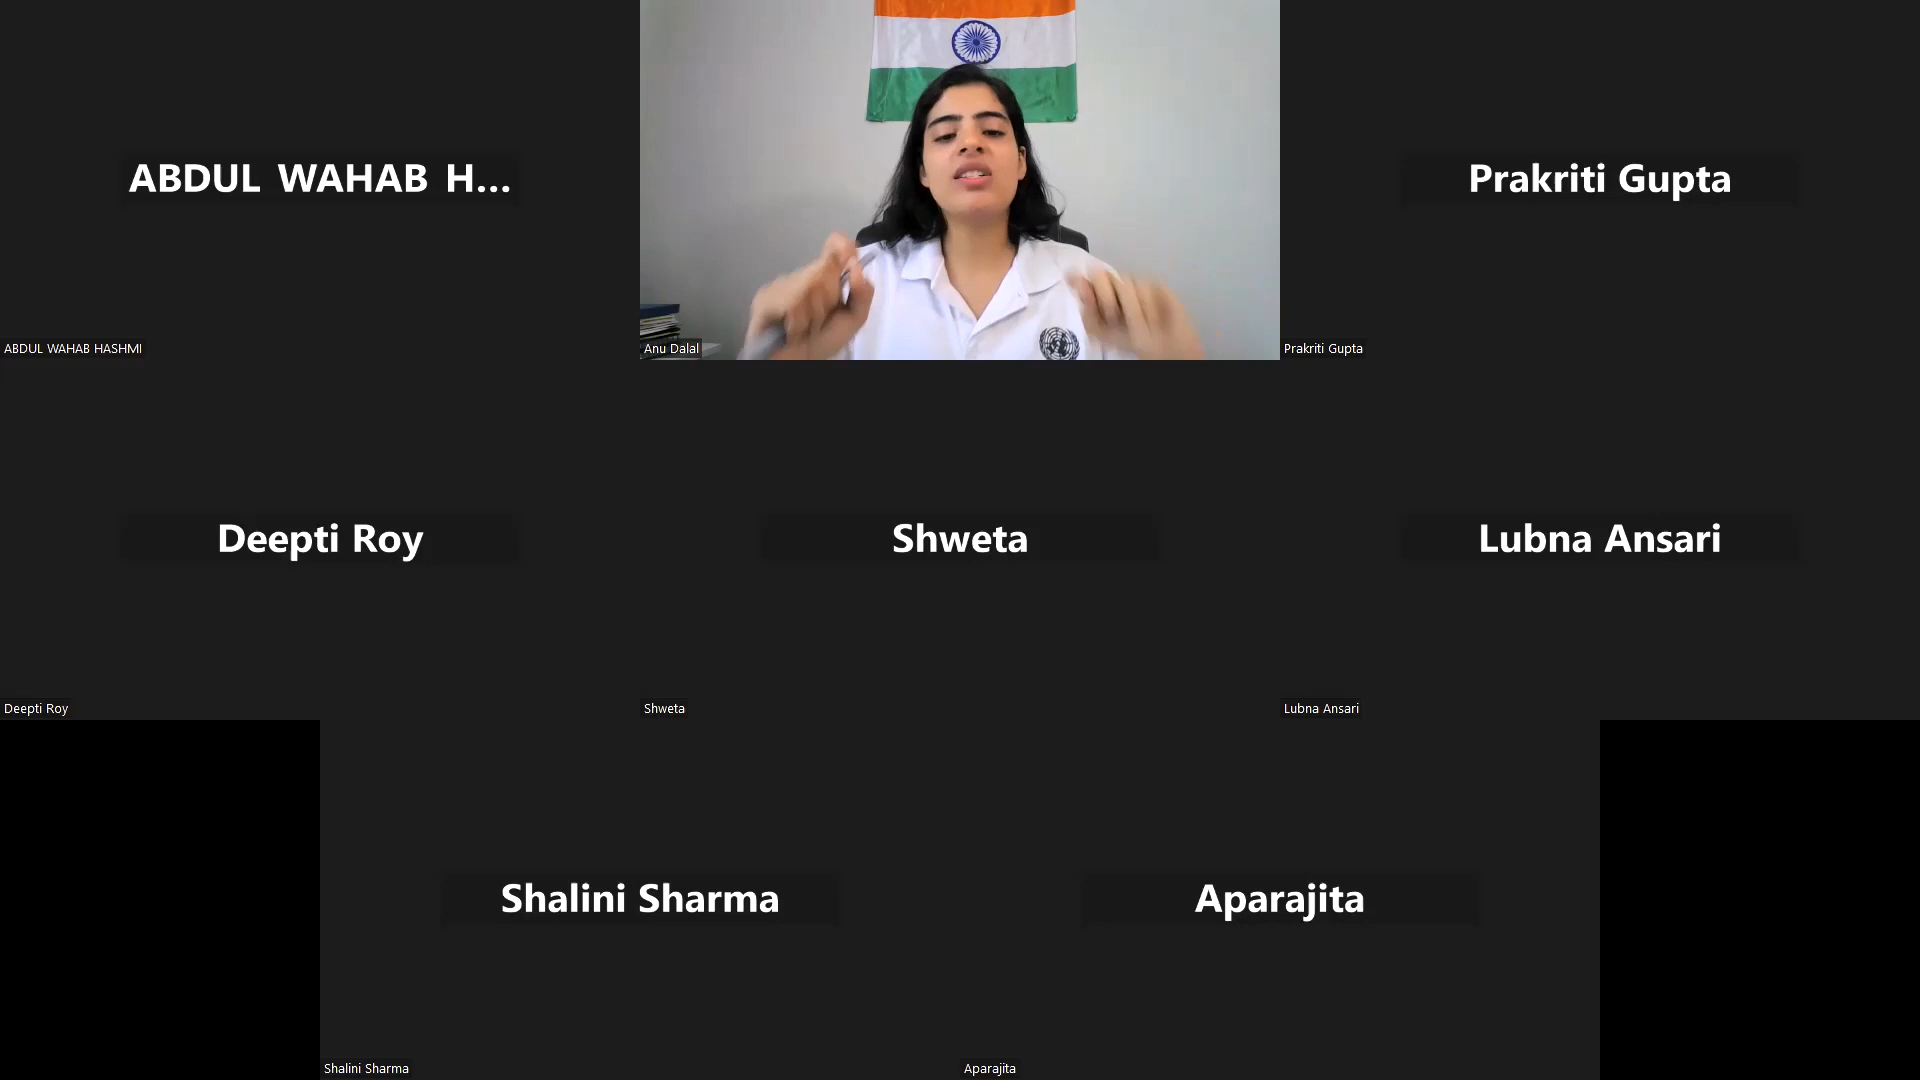 ABDUL WAHAB H...
Prakriti Gupta
ABDUL WAHAB HASHMI
Anu Dalal
Prakriti Gupta
Deepti Roy
Shweta
Lubna Ansari
Deepti Roy
Shweta
Lubna Ansari
Shalini Sharma
Aparajita
Shalini Sharma
Aparajita